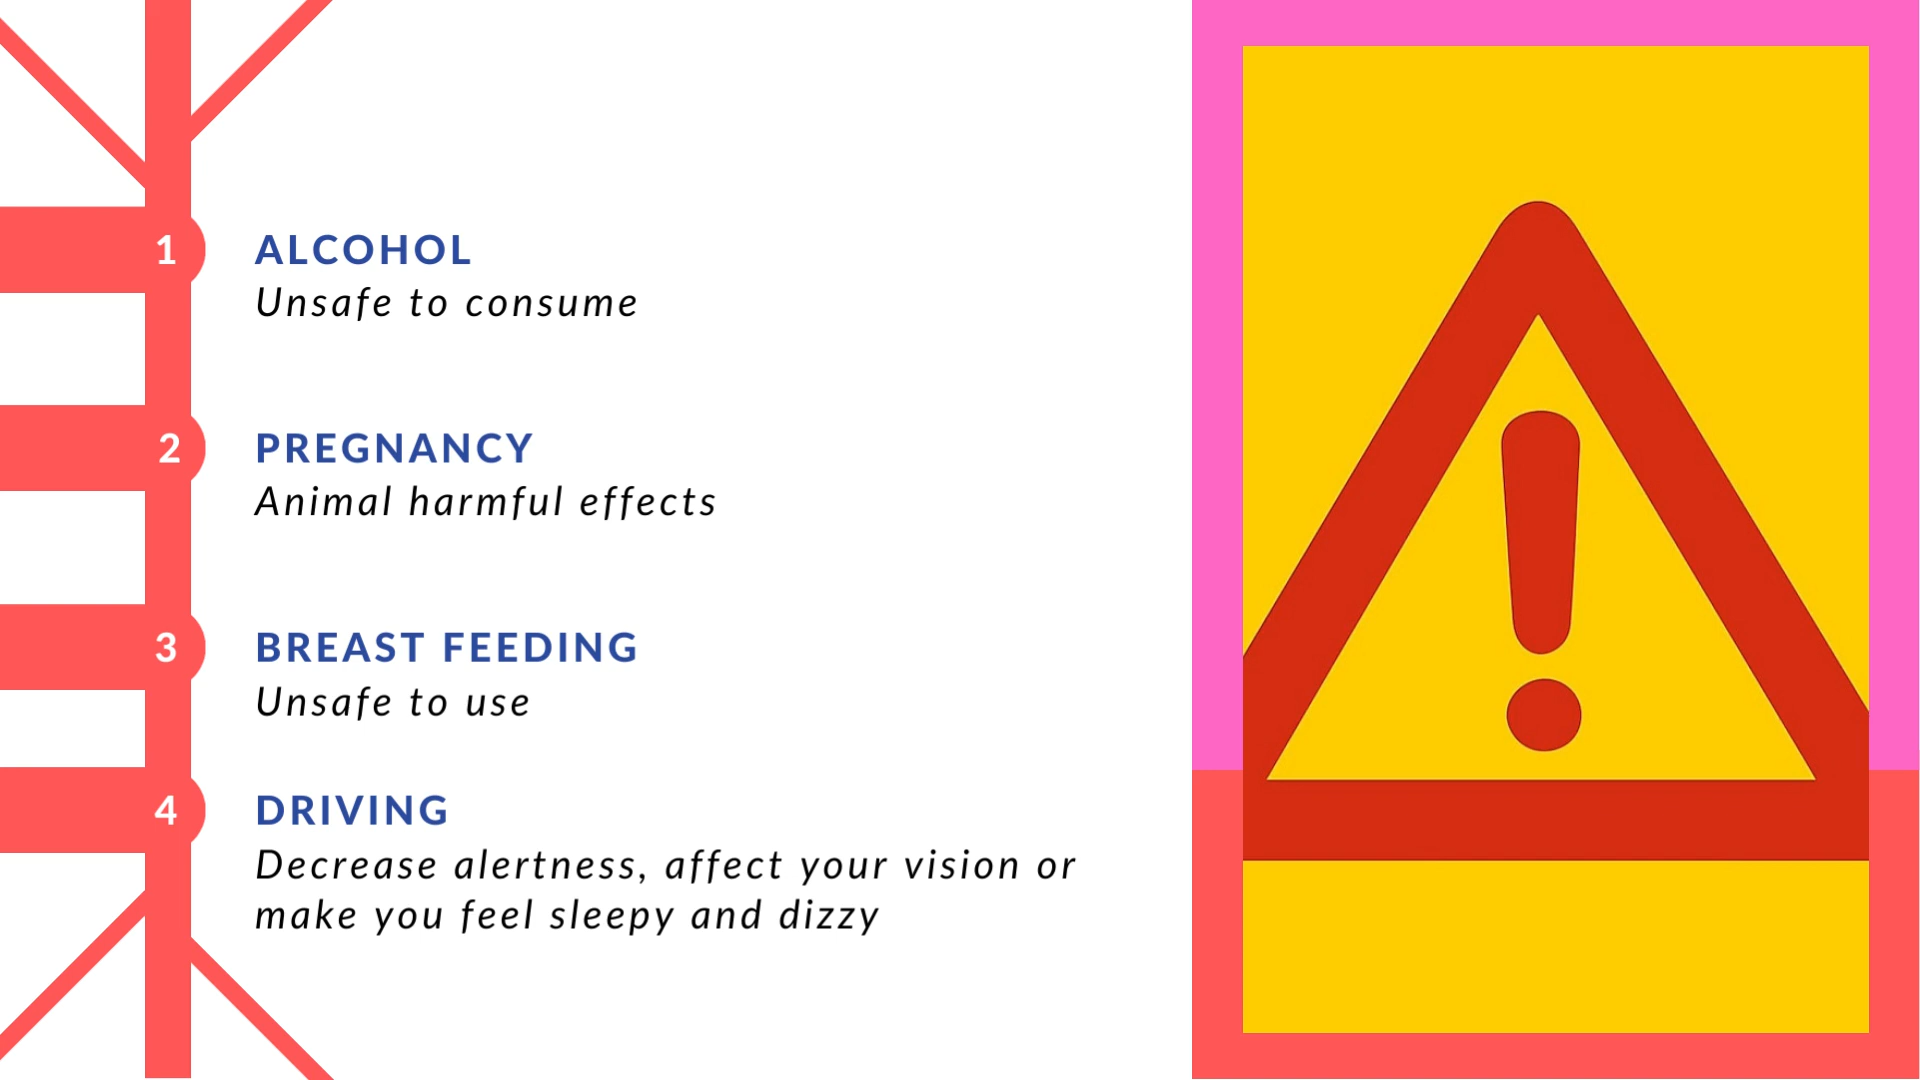 1
ALCOHOL
Unsafe to consume
2
PREGNANCY
Animal harmful effects
3
BREAST FEEDING
Unsafe to use
4
DRIVING
Decrease alertness, affect your vision or
make you feel sleepy and dizzy